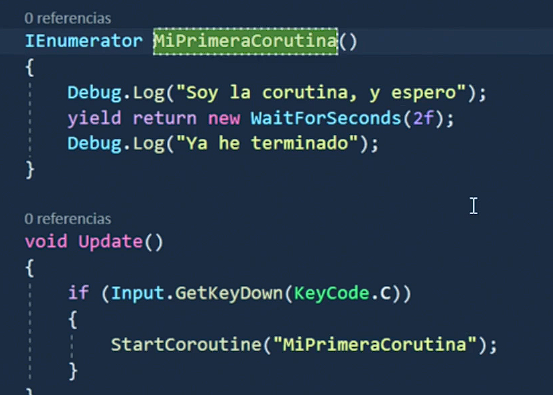 0 referencias
IEnumerator MiPrimeraCorutina()
{
Debug.Log("Soy la corutina, y espero");
yield return new WaitForSeconds(2f);
Debug.Log("Ya he terminado");
}
0 referencias
void Update()
{
if (Input.GetKeyDown(KeyCode.C))
{
StartCoroutine("MiPrimeraCorutina");
}
}